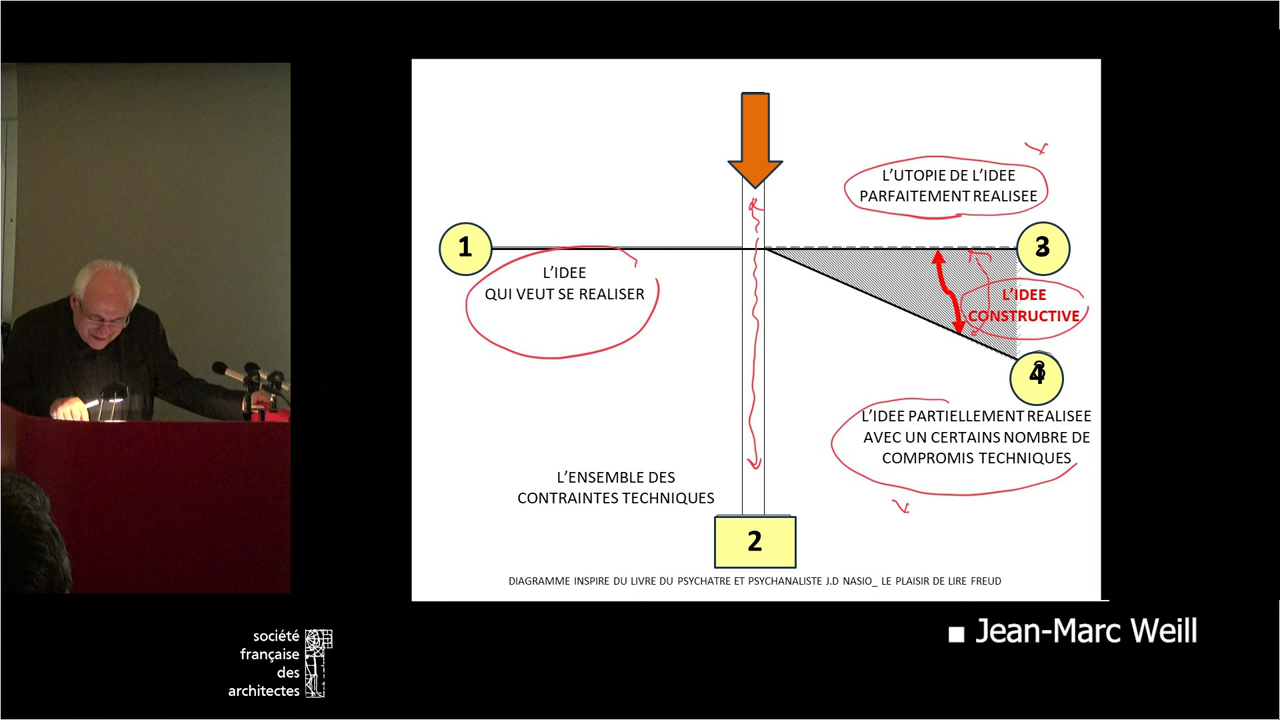 L'UTOPIE DE L'IDEE
PARFAITEMENT REALISEE
1
3
L'IDEE
QUI VEUT SE REALISER
L'IDEE
CONSTRUCTIVE
4
L'IDEE PARTIELLEMENT REALISEE
AVEC UN CERTAINS NOMBRE DE
COMPROMIS TECHNIQUES
L'ENSEMBLE DES
CONTRAINTES TECHNIQUES
2
DIAGRAMME INSPIRE DU LIVRE DU PSYCHATRE ET PSYCHANALISTE J.D NASIO_ LE PLAISIR DE LIRE FREUD
Jean-Marc Weill
société
française
des
architectes